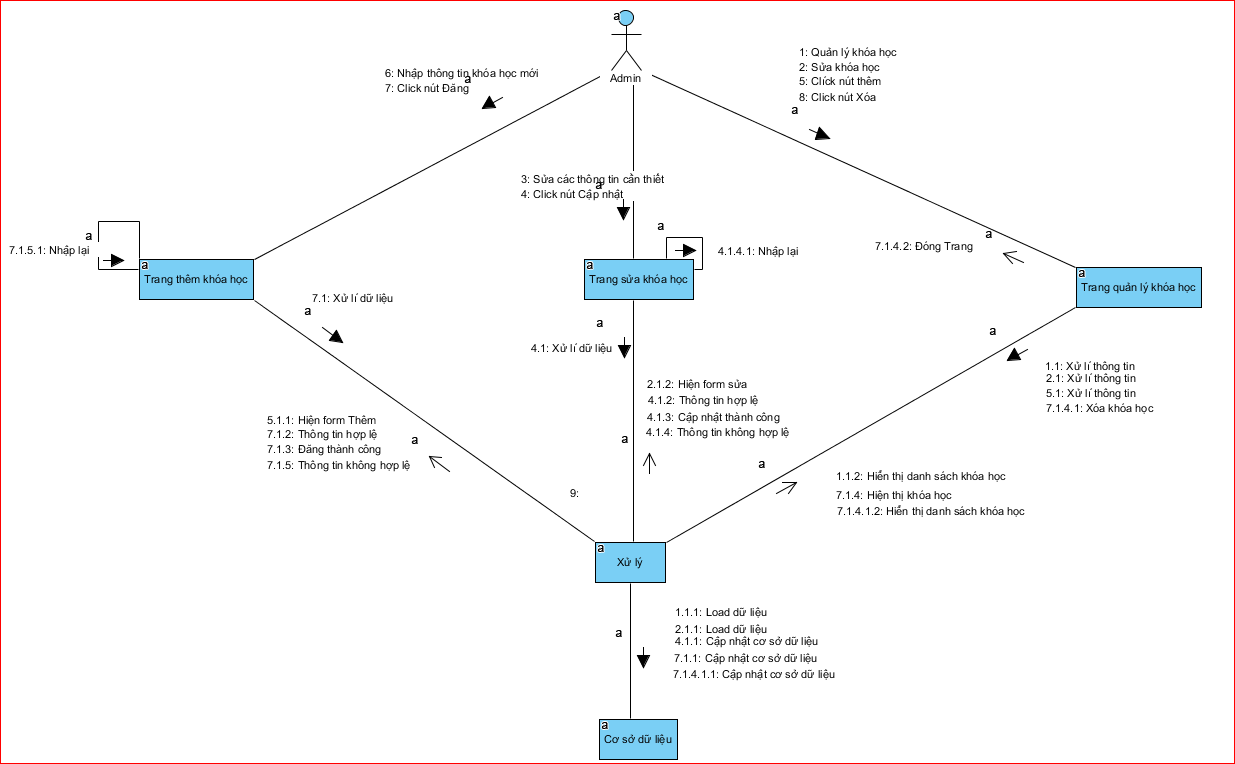 a
Admin
1: Quản lý khóa học
2: Sửa khóa học
5: Clíck nút thêm
8: Click nút Xóa
a
6: Nhập thông tin khóa học mới
a
7: Click nút Đăng
3: Sửa các thông tin cần thiết
a
4: Click nút Cập nhật
a
7.1.5.1: Nhập lại
a
Trang thêm khóa học
a
4.1.4.1: Nhập lại
a
Trang sửa khóa học
a
7.1.4.2: Đóng Trang
a
Trang quản lý khóa học
7.1: Xử lí dữ liệu
a
a
4.1: Xử lí dữ liệu
a
1.1: Xử lí thông tin
2.1: Xử lí thông tin
5.1: Xử lí thông tin
7.1.4.1: Xóa khóa học
2.1.2: Hiện form sửa
4.1.2: Thông tin hợp lệ
4.1.3: Cập nhật thành công
4.1.4: Thông tin không hợp lệ
a
5.1.1: Hiện form Thêm
7.1.2: Thông tin hợp lệ
7.1.3: Đăng thành công
7.1.5: Thông tin không hợp lệ
a
a
1.1.2: Hiển thị danh sách khóa học
7.1.4: Hiện thị khóa học
7.1.4.1.2: Hiển thị danh sách khóa học
9:
a
Xử lý
1.1.1: Load dữ liệu
2.1.1: Load dữ liệu
4.1.1: Cập nhật cơ sở dữ liệu
7.1.1: Cập nhật cơ sở dữ liệu
7.1.4.1.1: Cập nhật cơ sở dữ liệu
a
a
Cơ sở dữ liệu